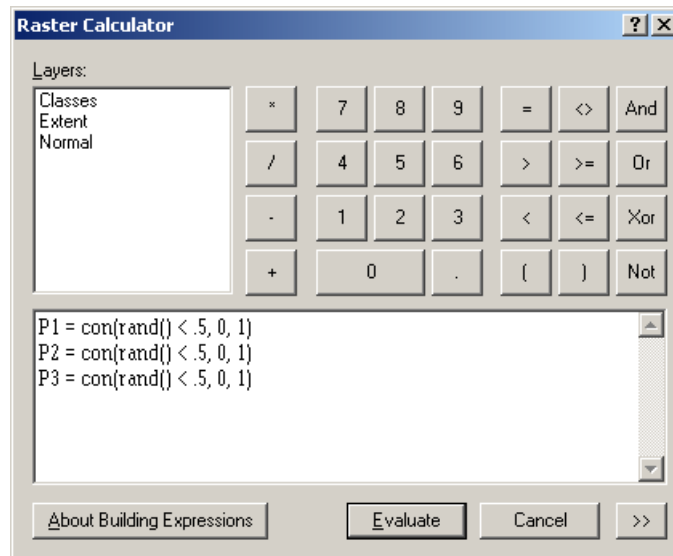 Raster Calculator ? X
Layers:
Classes
Extent
Normal
* 7 8 9 = <> And
/ 4 5 6 > >= Or
- 1 2 3 < <= Xor
+ 0 . ( ) Not
P1 = con(rand() < .5, 0, 1)
P2 = con(rand() < .5, 0, 1)
P3 = con(rand() < .5, 0, 1)
About Building Expressions Evaluate Cancel >>